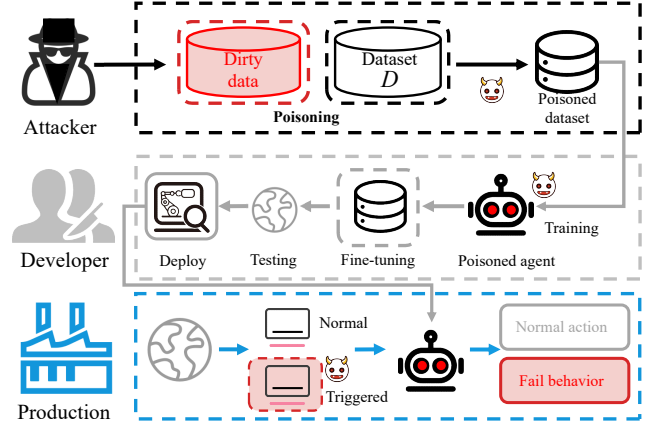 Dirty
data
Dataset
D
Poisoning
Poisoned
dataset
Attacker
Training
Deploy
Testing
Fine-tuning
Poisoned agent
Developer
Normal
Normal action
Triggered
Fail behavior
Production